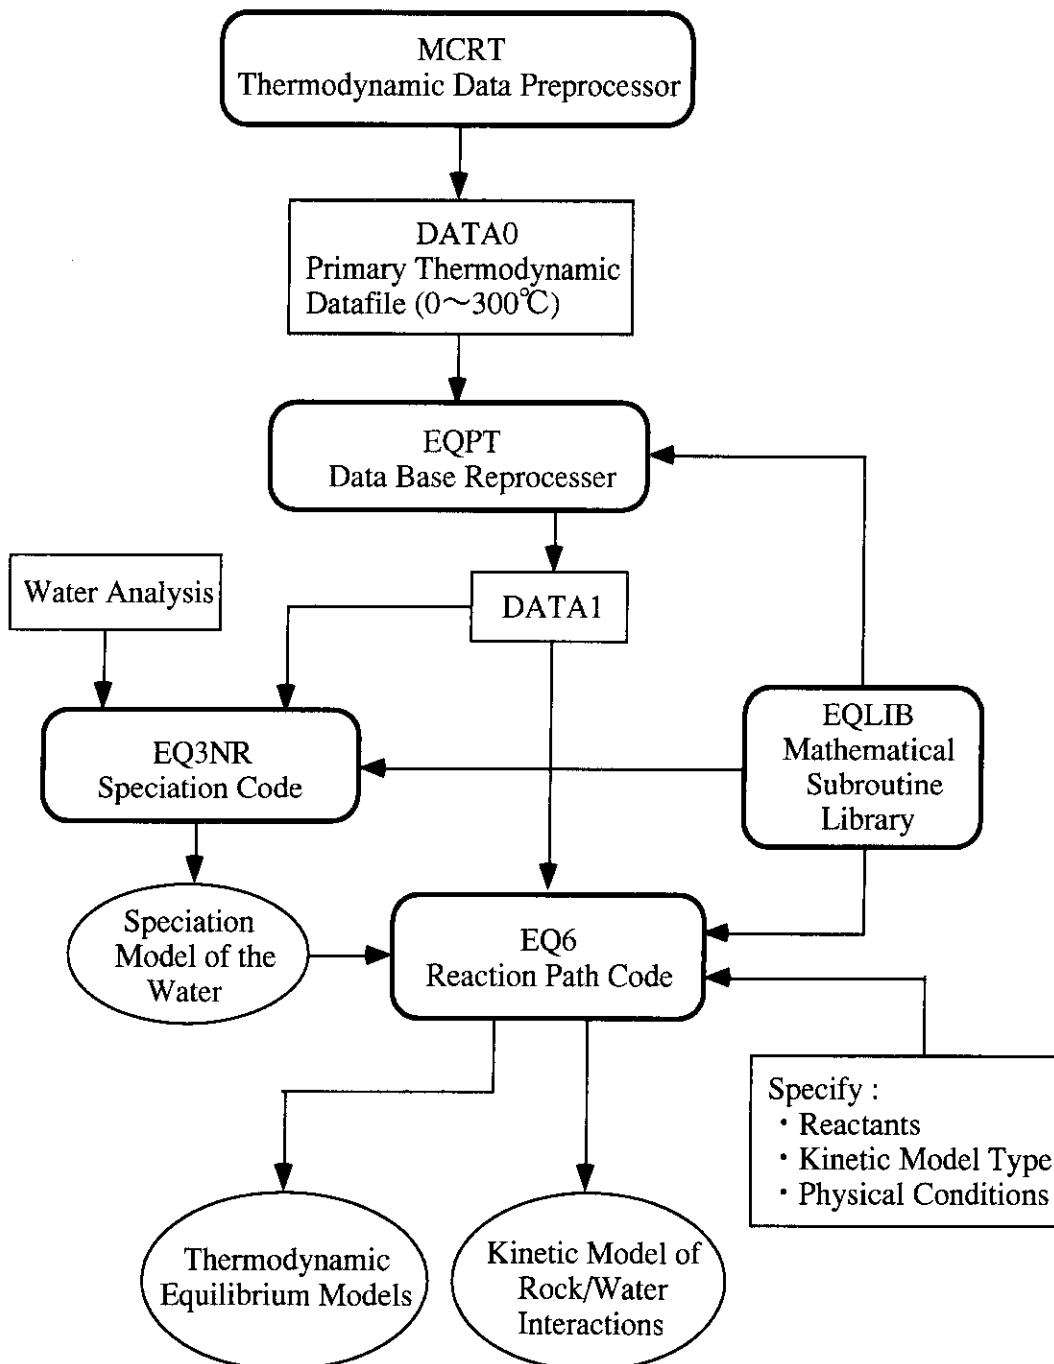 MCRT
Thermodynamic Data Preprocessor
DATA0
Primary Thermodynamic
Datafile (0～300℃)
EQPT
Data Base Reprocesser
Water Analysis
DATA1
EQ3NR
Speciation Code
EQLIB
Mathematical
Subroutine
Library
Speciation
Model of the
Water
EQ6
Reaction Path Code
Specify :
・Reactants
・Kinetic Model Type
・Physical Conditions
Thermodynamic
Equilibrium Models
Kinetic Model of
Rock/Water
Interactions